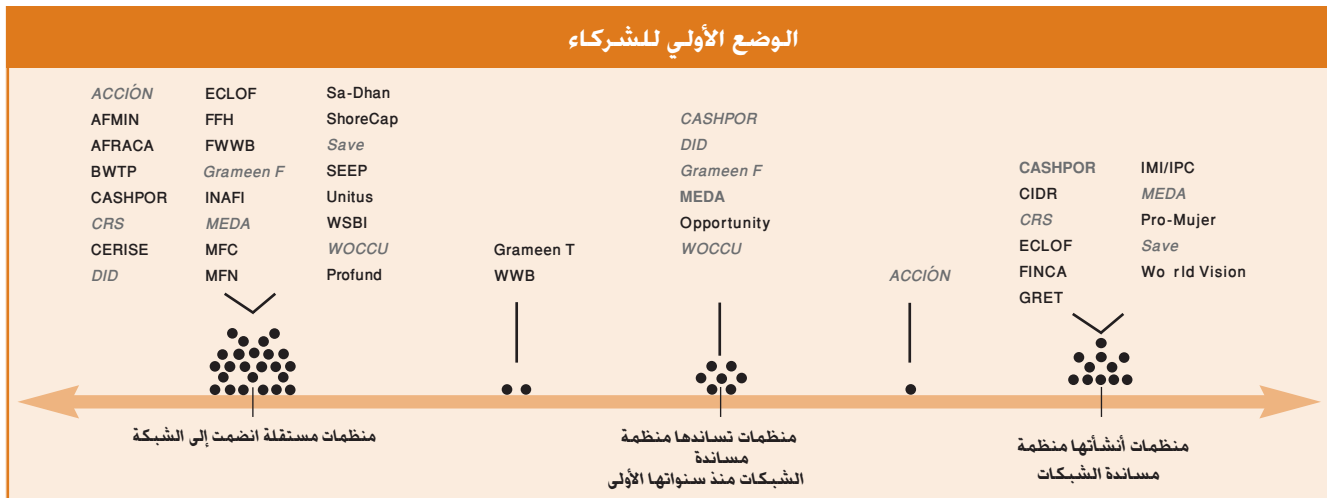 الوضع الأولي للشركاء
ACCIÓN
AFMIN
AFRACA
BWTP
CASHPOR
CRS
CERISE
DID
ECLOF
FFH
FWWB
Grameen F
INAFI
MEDA
MFC
MFN
Sa-Dhan
ShoreCap
Save
SEEP
Unitus
WSBI
WOCCU
Profund
Grameen T
WWB
CASHPOR
DID
Grameen F
MEDA
Opportunity
WOCCU
ACCIÓN
CASHPOR
CIDR
CRS
ECLOF
FINCA
GRET
IMI/IPC
MEDA
Pro-Mujer
Save
Wo rld Vision
منظمات مستقلة انضمت إلى الشبكة
منظمات تساندها منظمة
مساندة
الشبكات منذ سنواتها الأولى
منظمات أنشأتها منظمة
مساندة الشبكات